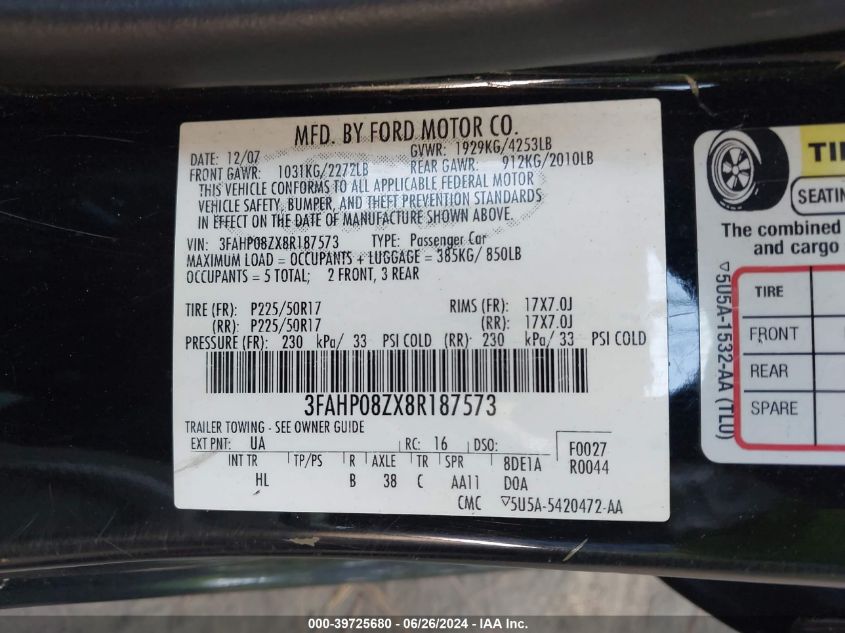 MFD. BY FORD MOTOR CO.
DATE: 12/07 GVWR: 1929KG/4253LB
FRONT GAWR: 1031KG/2272LB REAR GAWR: 912KG/2010LB
THIS VEHICLE CONFORMS TO ALL APPLICABLE FEDERAL MOTOR
VEHICLE SAFETY, BUMPER, AND THEFT PREVENTION STANDARDS
IN EFFECT ON THE DATE OF MANUFACTURE SHOWN ABOVE.
VIN: 3FAHP08ZX8R187573 TYPE: Passenger Car
MAXIMUM LOAD = OCCUPANTS + LUGGAGE = 385KG/ 850LB
OCCUPANTS = 5 TOTAL; 2 FRONT, 3 REAR
TIRE (FR): P225/50R17 RIMS (FR): 17X7.0J
(RR): P225/50R17 (RR): 17X7.0J
PRESSURE (FR): 230 kPa/ 33 PSI COLD (RR): 230 kPa/ 33 PSI COLD
3FAHP08ZX8R187573
TRAILER TOWING - SEE OWNER GUIDE
EXT PNT: UA RC: 16 DSO: F0027
R0044
INT TR TP/PS R AXLE TR SPR 8DE1A
HL B 38 C AA11 DOA
CMC ▽5U5A-5420472-AA
TI
SEATIN
The combined
and cargo
▽5U5A-1532-AA (TLU)
TIRE
FRONT
REAR
SPARE
000-39725680 - 06/26/2024 - IAA Inc.